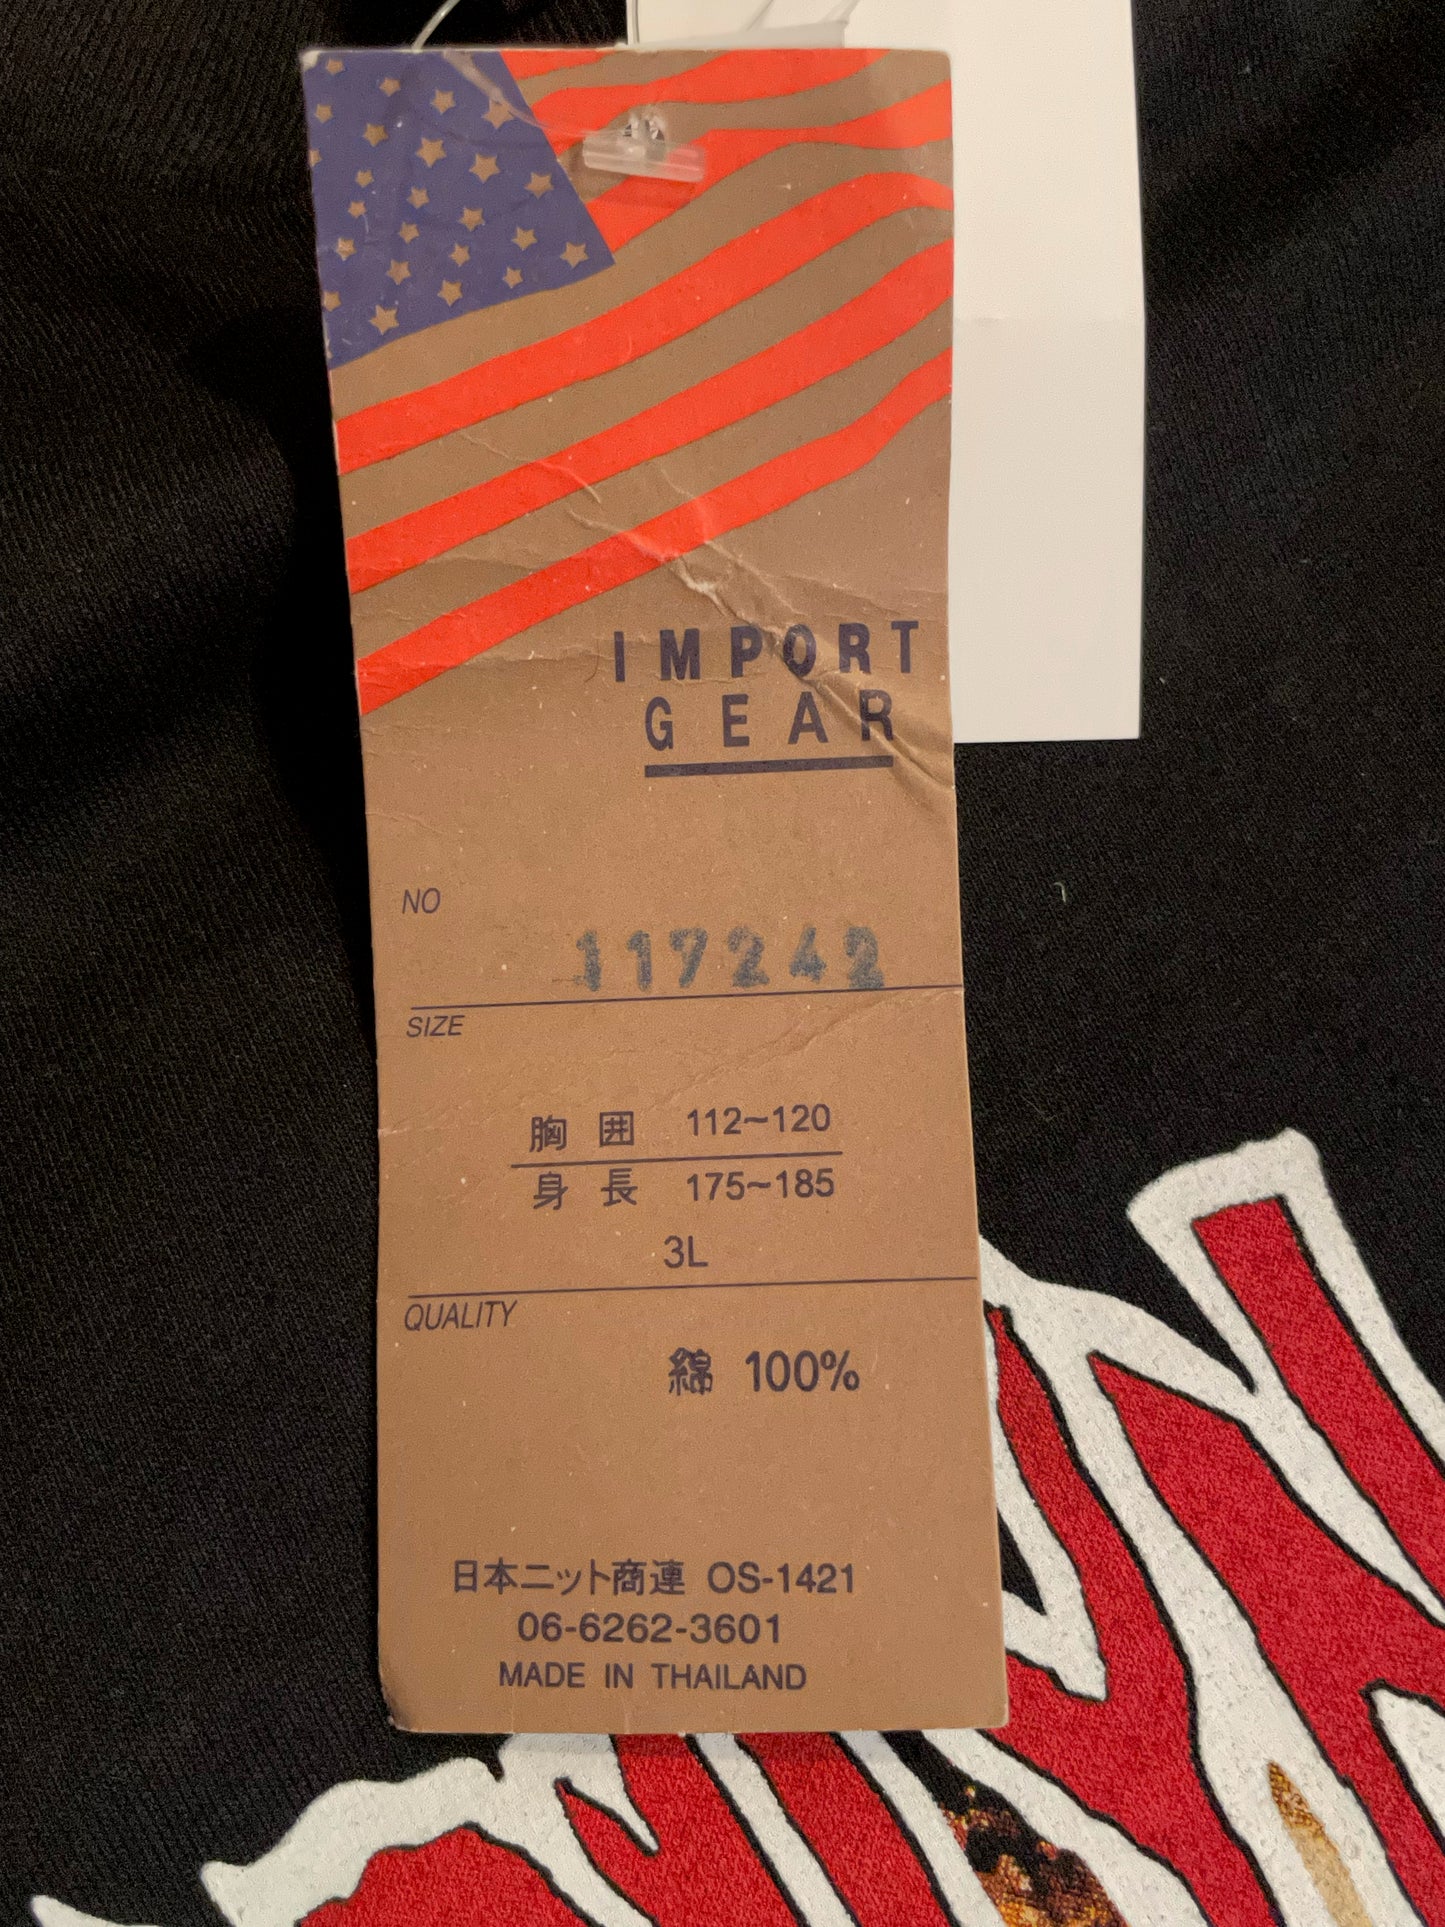 IMPORT
GEAR
NO
117242
SIZE
胸囲 112~120
身長 175~185
3L
QUALITY
綿 100%
日本ニット商連 OS-1421
06-6262-3601
MADE IN THAILAND